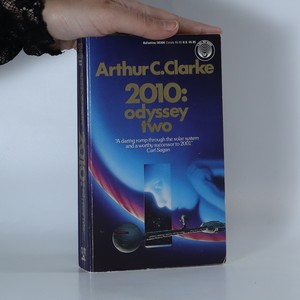 Arthur C. Clarke
2010:
odyssey
two
"A daring romp through the solar system
and a worthy successor to 2001."
Carl Sagan